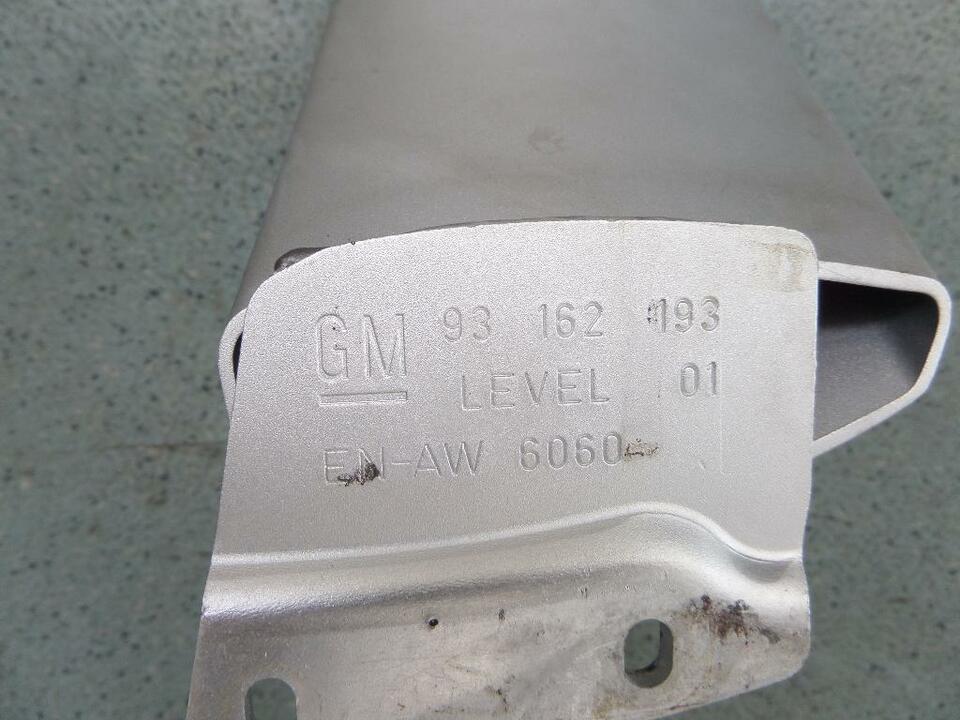 GM 93 162 193
LEVEL 01
EN-AW 6060